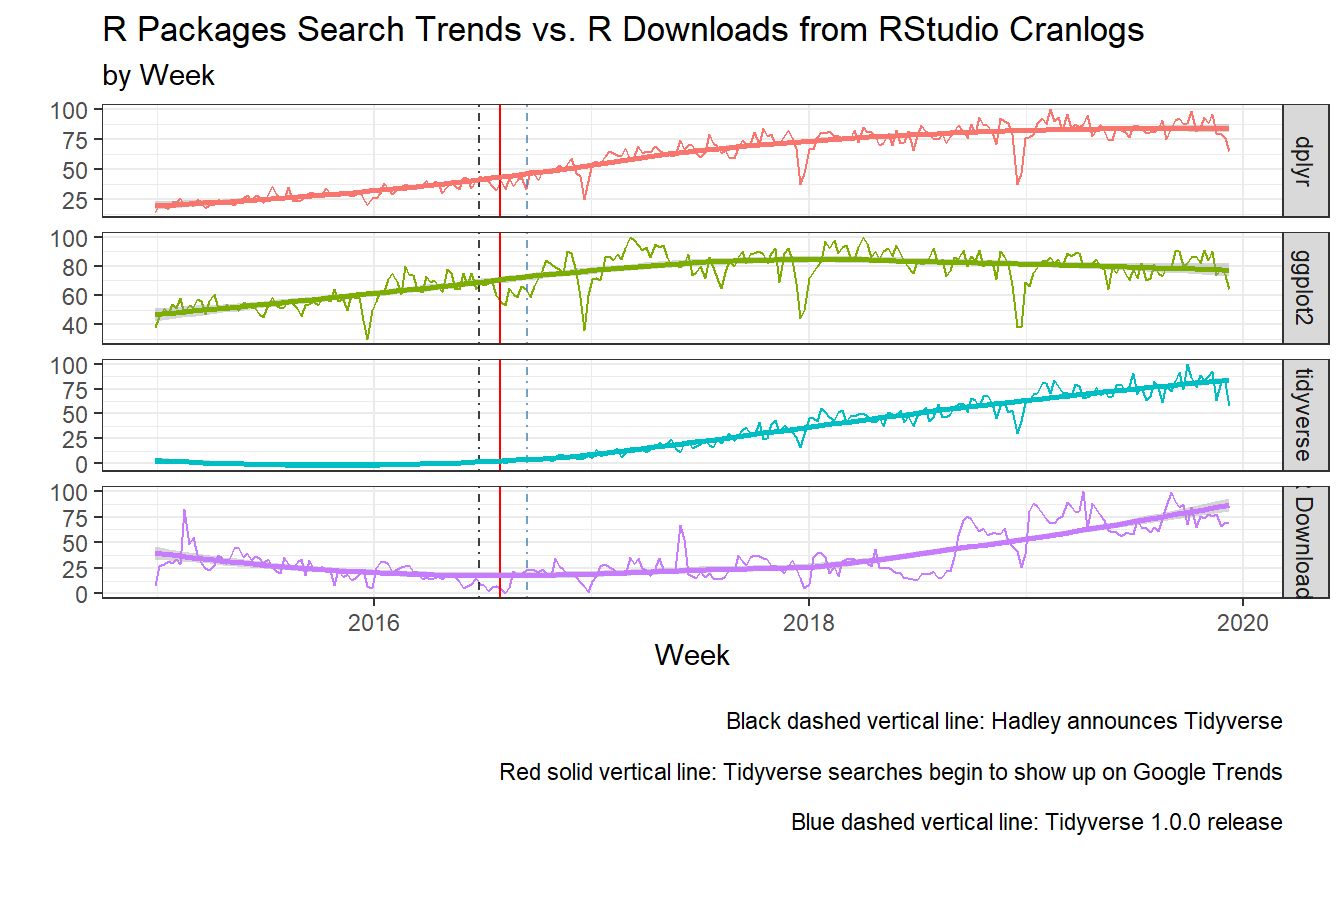 R Packages Search Trends vs. R Downloads from RStudio Cranlogs
by Week
100
75
50
25
dplyr
100
80
60
40
ggplot2
100
75
50
25
0
tidyverse
100
75
50
25
0
Download
2016
2018
2020
Week
Black dashed vertical line: Hadley announces Tidyverse
Red solid vertical line: Tidyverse searches begin to show up on Google Trends
Blue dashed vertical line: Tidyverse 1.0.0 release